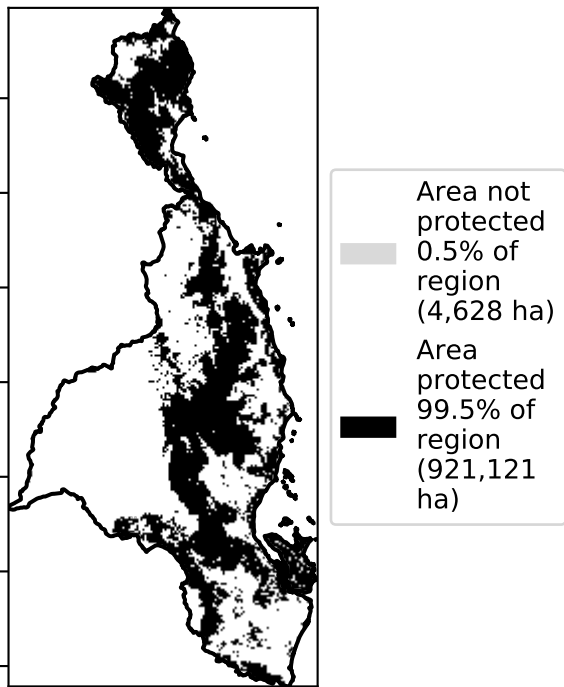 Area not
protected
0.5% of
region
(4,628 ha)
Area
protected
99.5% of
region
(921,121
ha)